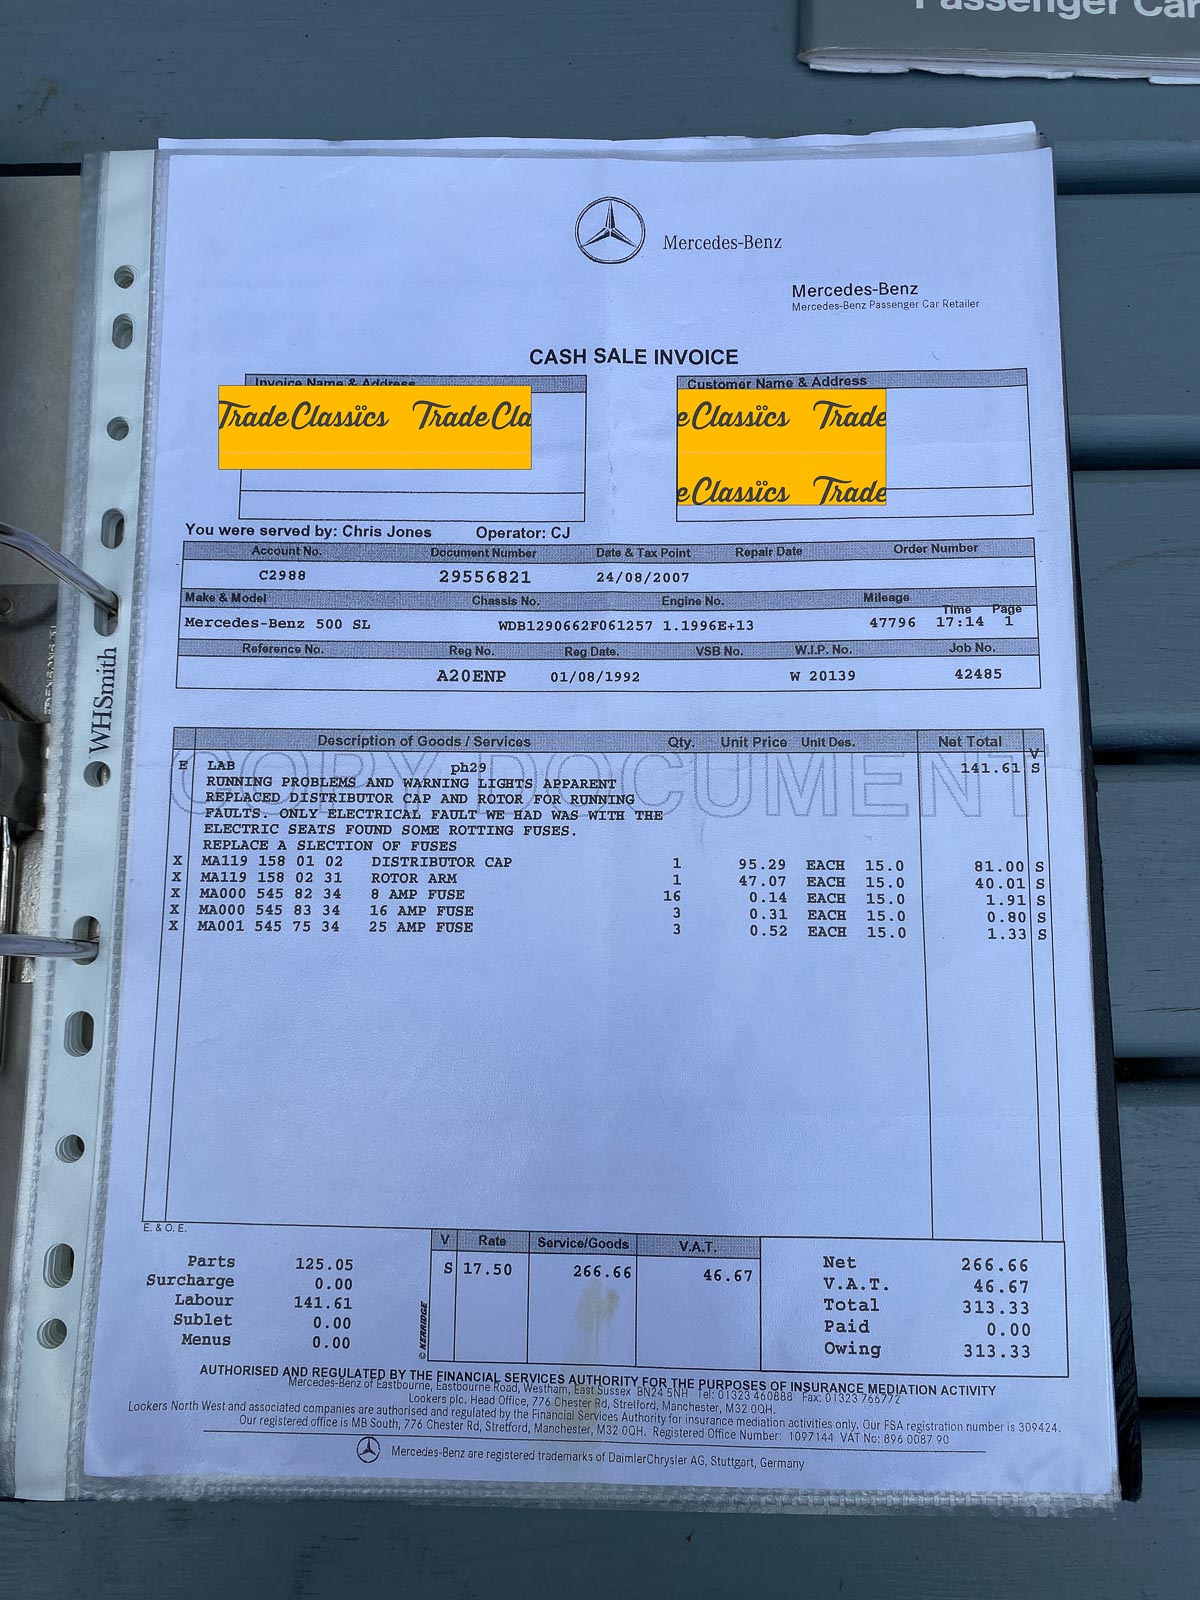 Passenger Car
WHSmith
Mercedes-Benz
Mercedes-Benz
Mercedes-Benz Passenger Car Retailer
CASH SALE INVOICE
Invoice Name & Address
Customer Name & Address
TradeClassics TradeCla
eClassics Trade
eClassics Trade
You were served by: Chris Jones Operator: CJ
Account No. Document Number Date & Tax Point Repair Date Order Number
C2988 29556821 24/08/2007
Make & Model Chassis No. Engine No. Mileage Time Page
Mercedes-Benz 500 SL WDB1290662F061257 1.1996E+13 47796 17:14 1
Reference No. Reg No. Reg Date. VSB No. W.I.P. No. Job No.
A20ENP 01/08/1992 W 20139 42485
Description of Goods / Services Qty. Unit Price Unit Des. Net Total V
COPY DOCUMENT
E LAB ph29 141.61 S
RUNNING PROBLEMS AND WARNING LIGHTS APPARENT
REPLACED DISTRIBUTOR CAP AND ROTOR FOR RUNNING
FAULTS. ONLY ELECTRICAL FAULT WE HAD WAS WITH THE
ELECTRIC SEATS FOUND SOME ROTTING FUSES.
REPLACE A SLECTION OF FUSES
X MA119 158 01 02 DISTRIBUTOR CAP 1 95.29 EACH 15.0 81.00 S
X MA119 158 02 31 ROTOR ARM 1 47.07 EACH 15.0 40.01 S
X MA000 545 82 34 8 AMP FUSE 16 0.14 EACH 15.0 1.91 S
X MA000 545 83 34 16 AMP FUSE 3 0.31 EACH 15.0 0.80 S
X MA001 545 75 34 25 AMP FUSE 3 0.52 EACH 15.0 1.33 S
E. & O. E.
Parts 125.05
Surcharge 0.00
Labour 141.61
Sublet 0.00
Menus 0.00
© KERRIDGE
V Rate Service/Goods V.A.T.
S 17.50 266.66 46.67
Net 266.66
V.A.T. 46.67
Total 313.33
Paid 0.00
Owing 313.33
AUTHORISED AND REGULATED BY THE FINANCIAL SERVICES AUTHORITY FOR THE PURPOSES OF INSURANCE MEDIATION ACTIVITY
Mercedes-Benz of Eastbourne, Eastbourne Road, Westham, East Sussex BN24 5NH Tel: 01323 460888 Fax: 01323 766772
Lookers plc. Head Office, 776 Chester Rd, Stretford, Manchester, M32 0QH.
Lookers North West and associated companies are authorised and regulated by the Financial Services Authority for insurance mediation activities only. Our FSA registration number is 309424.
Our registered office is MB South, 776 Chester Rd, Stretford, Manchester, M32 0QH. Registered Office Number: 1097144 VAT No: 896 0087 90
Mercedes-Benz are registered trademarks of DaimlerChrysler AG, Stuttgart, Germany